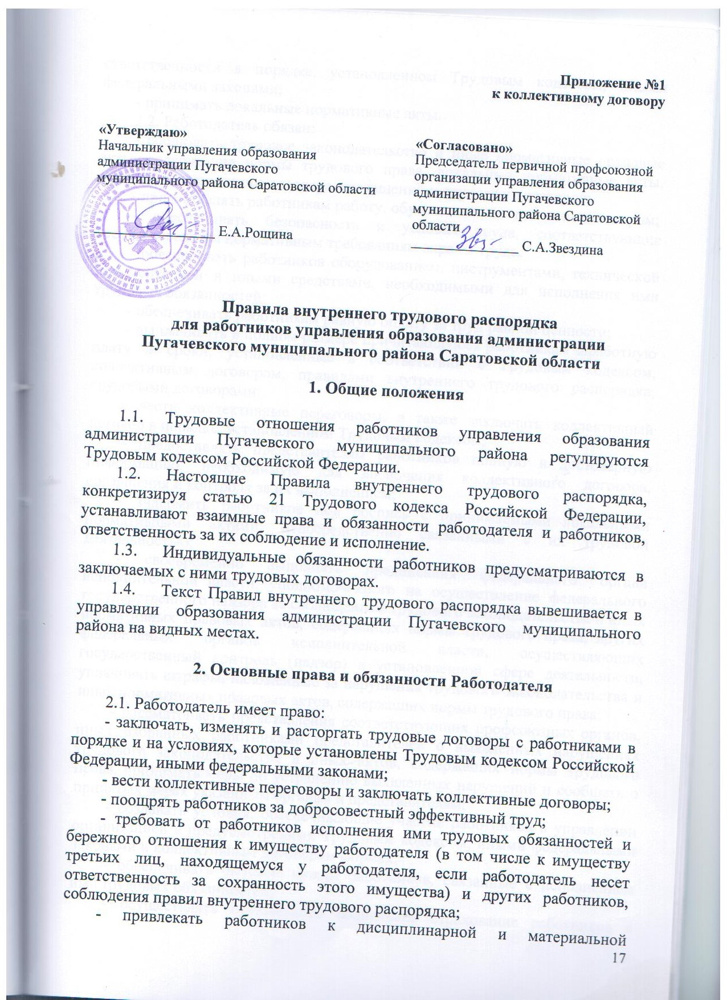 Приложение №1
к коллективному договору
«Утверждаю»
Начальник управления образования
администрации Пугачевского
муниципального района Саратовской области
Е.А.Рощина
«Согласовано»
Председатель первичной профсоюзной
организации управления образования
администрации Пугачевского
муниципального района Саратовской
области
С.А.Звездина
Правила внутреннего трудового распорядка
для работников управления образования администрации
Пугачевского муниципального района Саратовской области
1. Общие положения
1.1. Трудовые отношения работников управления образования
администрации Пугачевского муниципального района регулируются
Трудовым кодексом Российской Федерации.
1.2. Настоящие Правила внутреннего трудового распорядка,
конкретизируя статью 21 Трудового кодекса Российской Федерации,
устанавливают взаимные права и обязанности работодателя и работников,
ответственность за их соблюдение и исполнение.
1.3. Индивидуальные обязанности работников предусматриваются в
заключаемых с ними трудовых договорах.
1.4. Текст Правил внутреннего трудового распорядка вывешивается в
управлении образования администрации Пугачевского муниципального
района на видных местах.
2. Основные права и обязанности Работодателя
2.1. Работодатель имеет право:
- заключать, изменять и расторгать трудовые договоры с работниками в
порядке и на условиях, которые установлены Трудовым кодексом Российской
Федерации, иными федеральными законами;
- вести коллективные переговоры и заключать коллективные договоры;
- поощрять работников за добросовестный эффективный труд;
- требовать от работников исполнения ими трудовых обязанностей и
бережного отношения к имуществу работодателя (в том числе к имуществу
третьих лиц, находящемуся у работодателя, если работодатель несет
ответственность за сохранность этого имущества) и других работников,
соблюдения правил внутреннего трудового распорядка;
- привлекать работников к дисциплинарной и материальной
17